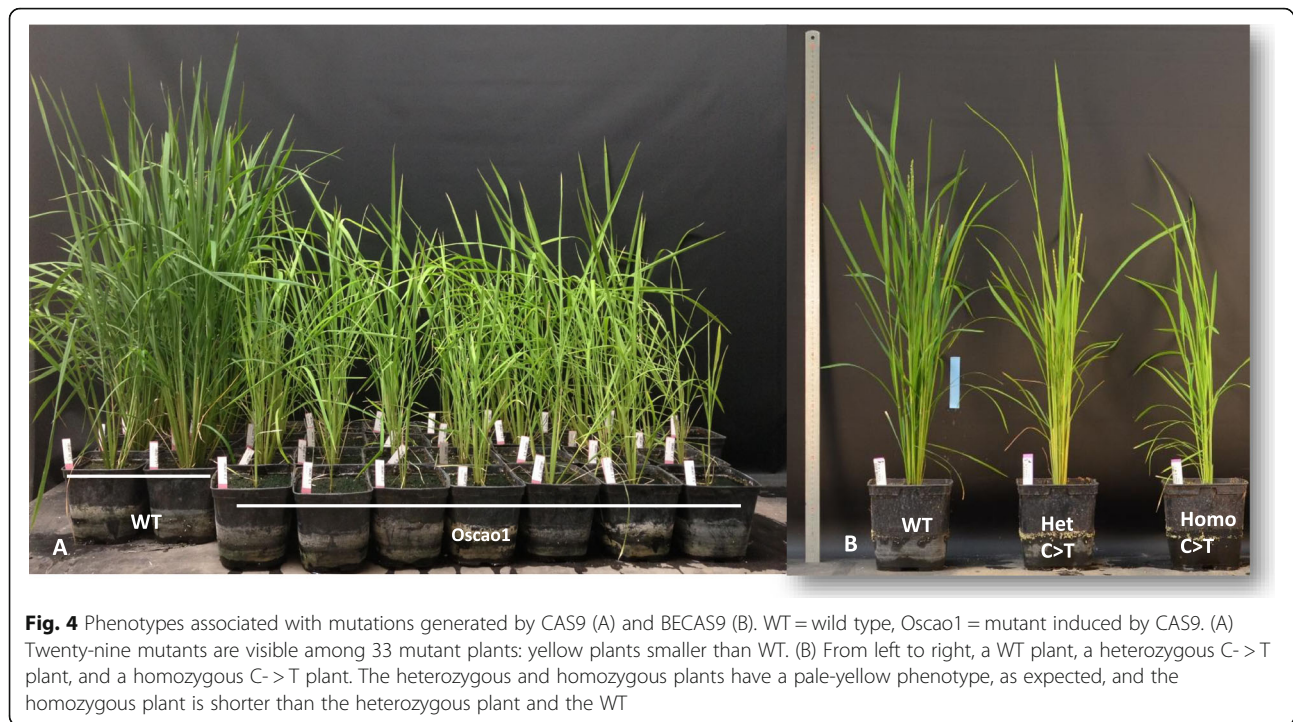 WT
Oscao1
A
WT
Het
C>T
Homo
C>T
B
Fig. 4 Phenotypes associated with mutations generated by CAS9 (A) and BECAS9 (B). WT = wild type, Oscao1 = mutant induced by CAS9. (A)
Twenty-nine mutants are visible among 33 mutant plants: yellow plants smaller than WT. (B) From left to right, a WT plant, a heterozygous C- > T
plant, and a homozygous C- > T plant. The heterozygous and homozygous plants have a pale-yellow phenotype, as expected, and the
homozygous plant is shorter than the heterozygous plant and the WT